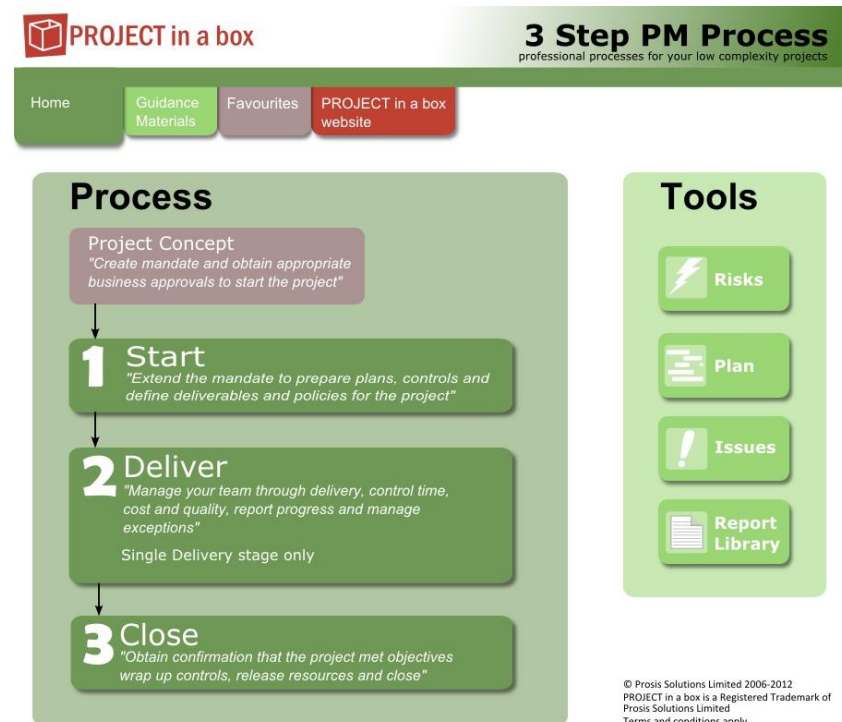 PROJECT in a box
3 Step PM Process
professional processes for your low complexity projects
Home
Guidance
Materials
Favourites
PROJECT in a box
website
Process
Project Concept
"Create mandate and obtain appropriate
business approvals to start the project"
1 Start
"Extend the mandate to prepare plans, controls and
define deliverables and policies for the project"
2 Deliver
"Manage your team through delivery, control time,
cost and quality, report progress and manage
exceptions"
Single Delivery stage only
3 Close
"Obtain confirmation that the project met objectives
wrap up controls, release resources and close"
Tools
Risks
Plan
Issues
Report
Library
© Prosis Solutions Limited 2006-2012
PROJECT in a box is a Registered Trademark of
Prosis Solutions Limited
Terms and conditions apply